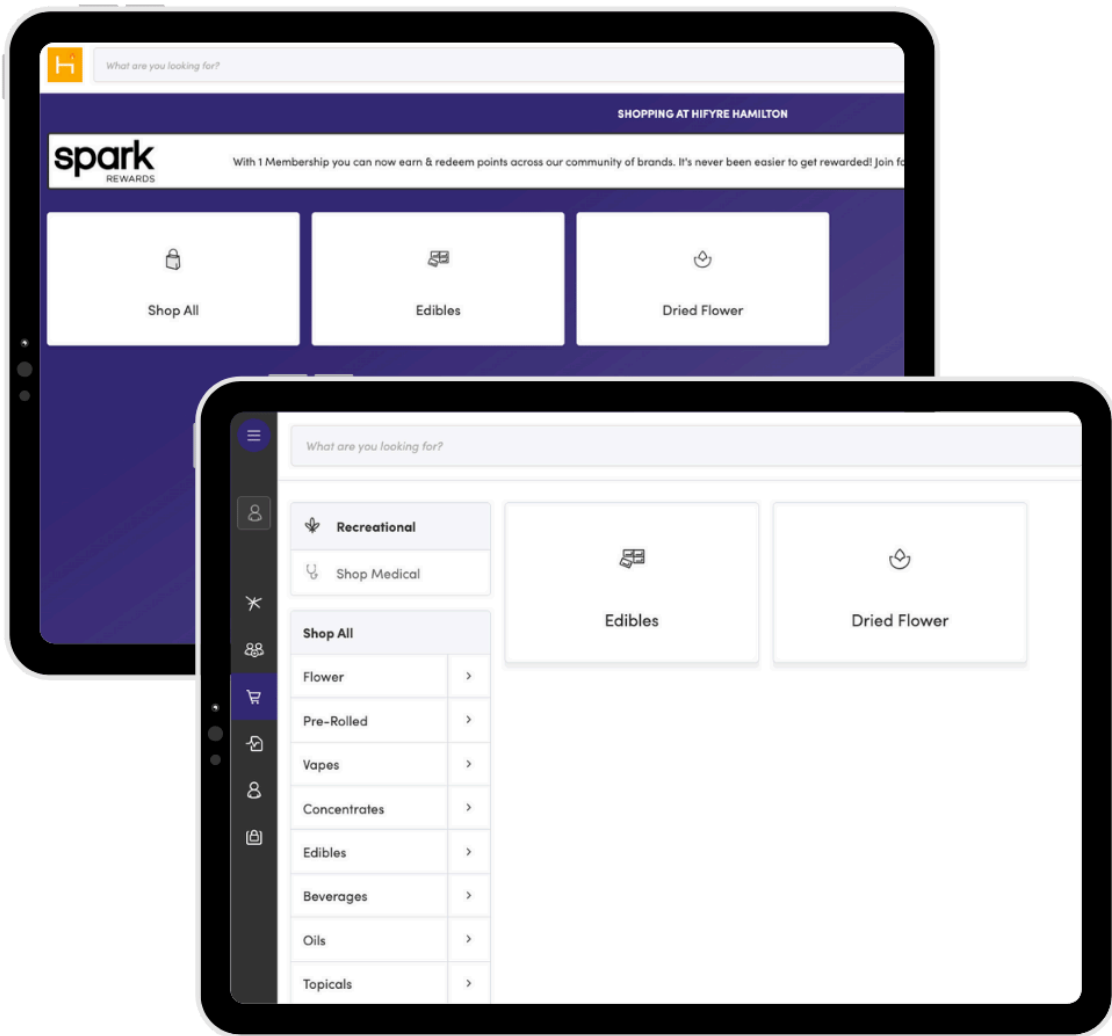 H
What are you looking for?
SHOPPING AT HIFYRE HAMILTON
spark
REWARDS
With 1 Membership you can now earn & redeem points across our community of brands. It's never been easier to get rewarded! Join fo
Shop All
Edibles
Dried Flower
What are you looking for?
Recreational
Shop Medical
Shop All
Flower
Pre-Rolled
Vapes
Concentrates
Edibles
Beverages
Oils
Topicals
Edibles
Dried Flower